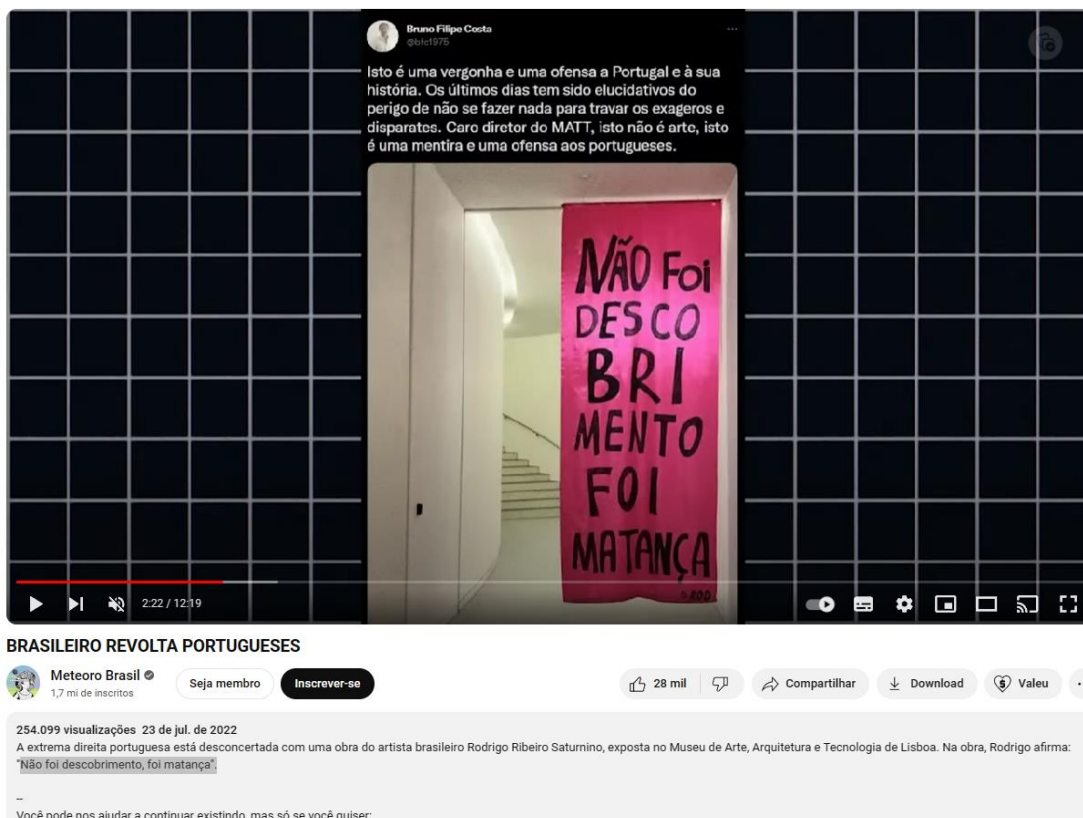 Bruno Filipe Costa
@bfc1975
Isto é uma vergonha e uma ofensa a Portugal e à sua
história. Os últimos dias tem sido elucidativos do
perigo de não se fazer nada para travar os exageros e
disparates. Caro diretor do MATT, isto não é arte, isto
é uma mentira e uma ofensa aos portugueses.
NÃO FOi
DESCO
BRI
MENTO
FOI
MATANÇA
ROD
2:22 / 12:19
BRASILEIRO REVOLTA PORTUGUESES
Meteoro Brasil
1,7 mi de inscritos
Seja membro
Inscrever-se
28 mil
Compartilhar
Download
Valeu
254.099 visualizações 23 de jul. de 2022
A extrema direita portuguesa está desconcertada com uma obra do artista brasileiro Rodrigo Ribeiro Saturnino, exposta no Museu de Arte, Arquitetura e Tecnologia de Lisboa. Na obra, Rodrigo afirma:
"Não foi descobrimento, foi matança".
--
Você pode nos ajudar a continuar existindo, mas só se você quiser: